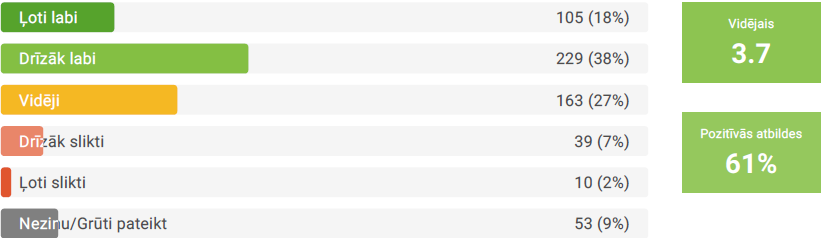 Ļoti labi 105 (18%)
Drīzāk labi 229 (38%)
Vidēji 163 (27%)
Drīzāk slikti 39 (7%)
Ļoti slikti 10 (2%)
Nezinu/Grūti pateikt 53 (9%)
Vidējais
3.7
Pozitīvās atbildes
61%